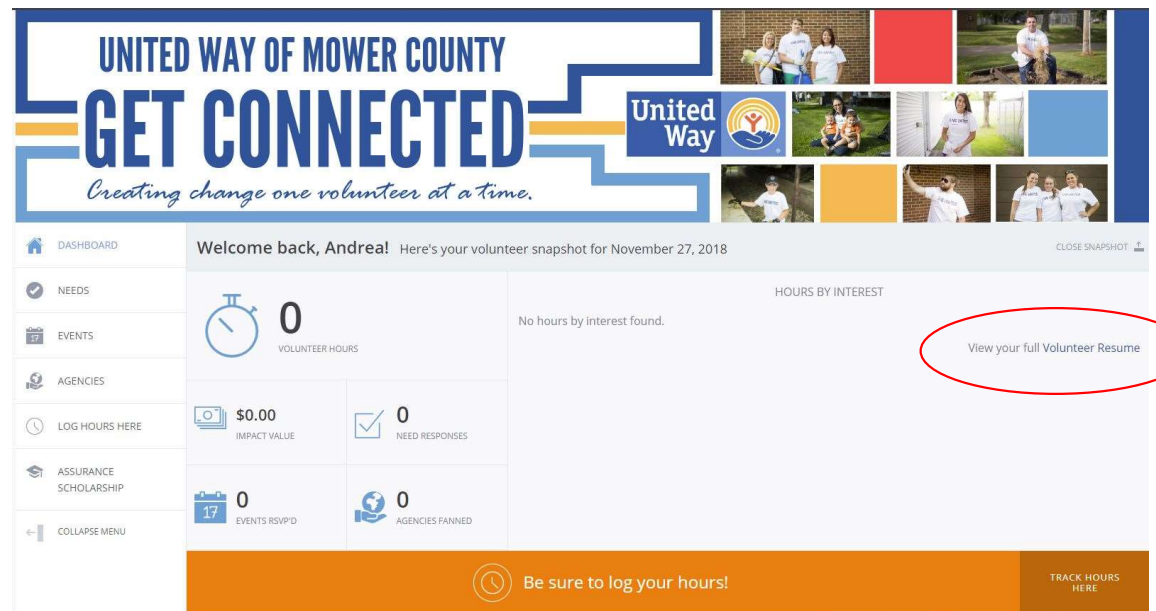 UNITED WAY OF MOWER COUNTY
GET CONNECTED
Creating change one volunteer at a time.
United
Way
DASHBOARD
NEEDS
EVENTS
17
AGENCIES
LOG HOURS HERE
ASSURANCE
SCHOLARSHIP
COLLAPSE MENU
Welcome back, Andrea! Here's your volunteer snapshot for November 27, 2018
CLOSE SNAPSHOT
0
VOLUNTEER HOURS
HOURS BY INTEREST
No hours by interest found.
View your full Volunteer Resume
$0.00
IMPACT VALUE
0
NEED RESPONSES
17
0
EVENTS RSVP'D
0
AGENCIES FANNED
Be sure to log your hours!
TRACK HOURS
HERE